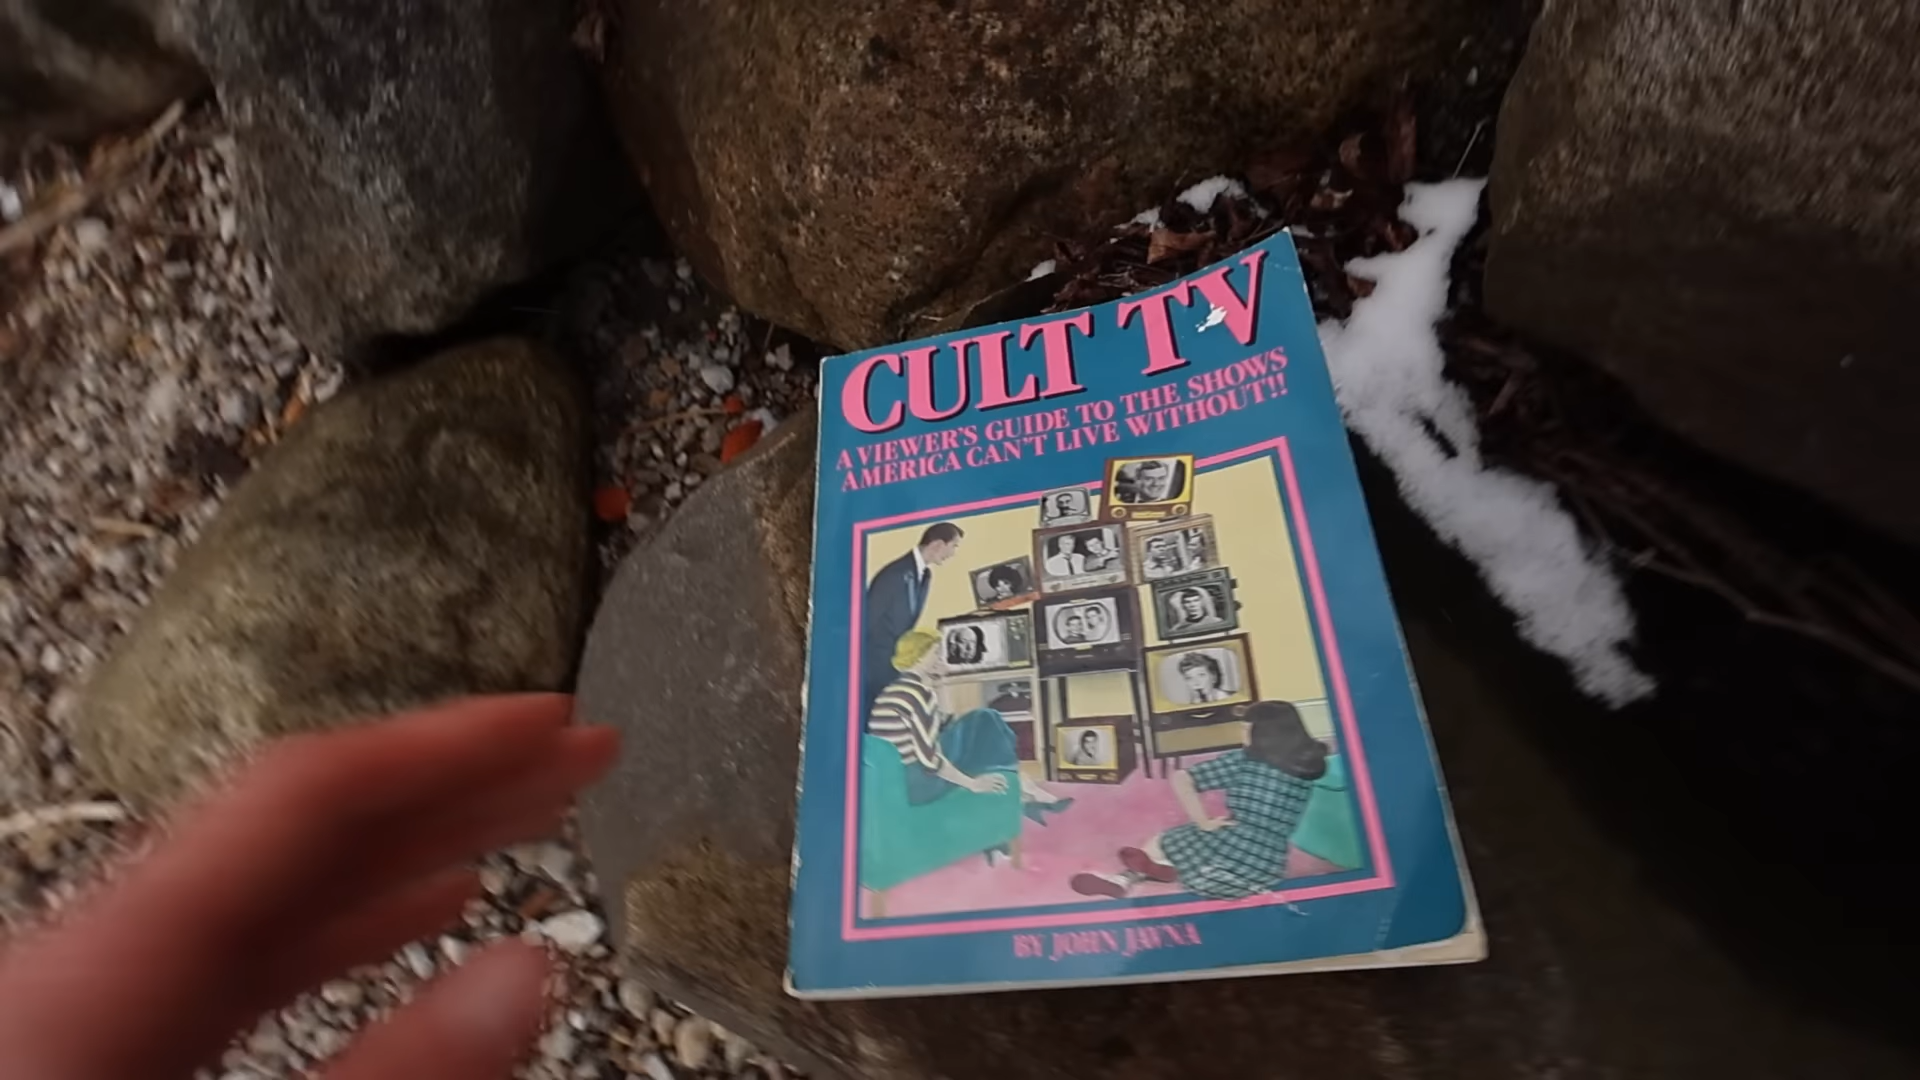 CULT TV
A VIEWER'S GUIDE TO THE SHOWS
AMERICA CAN'T LIVE WITHOUT!!
BY JOHN JAVNA